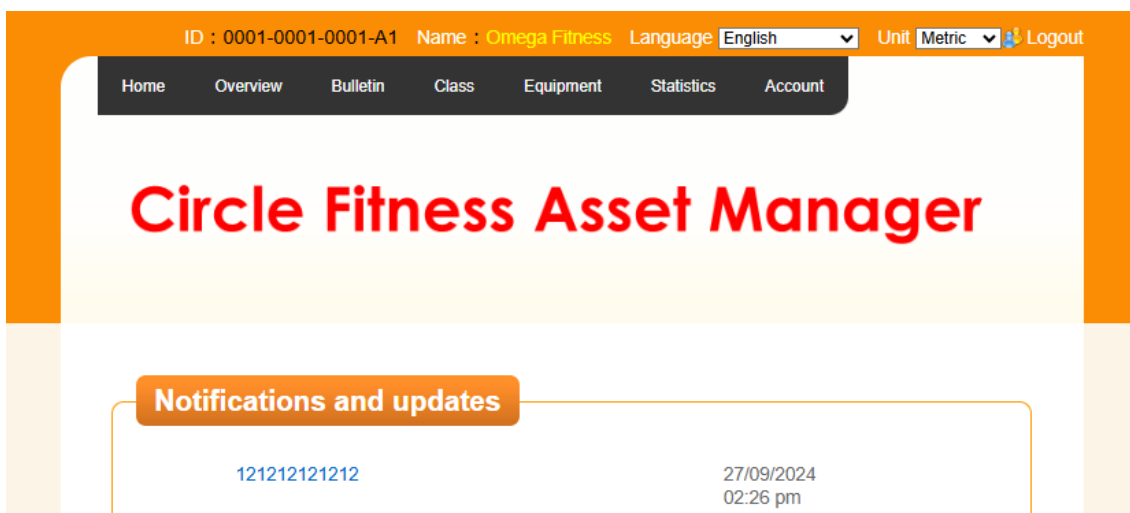 ID：0001-0001-0001-A1 Name：Omega Fitness Language English Unit Metric Logout
Home Overview Bulletin Class Equipment Statistics Account
Circle Fitness Asset Manager
Notifications and updates
121212121212 27/09/2024
02:26 pm